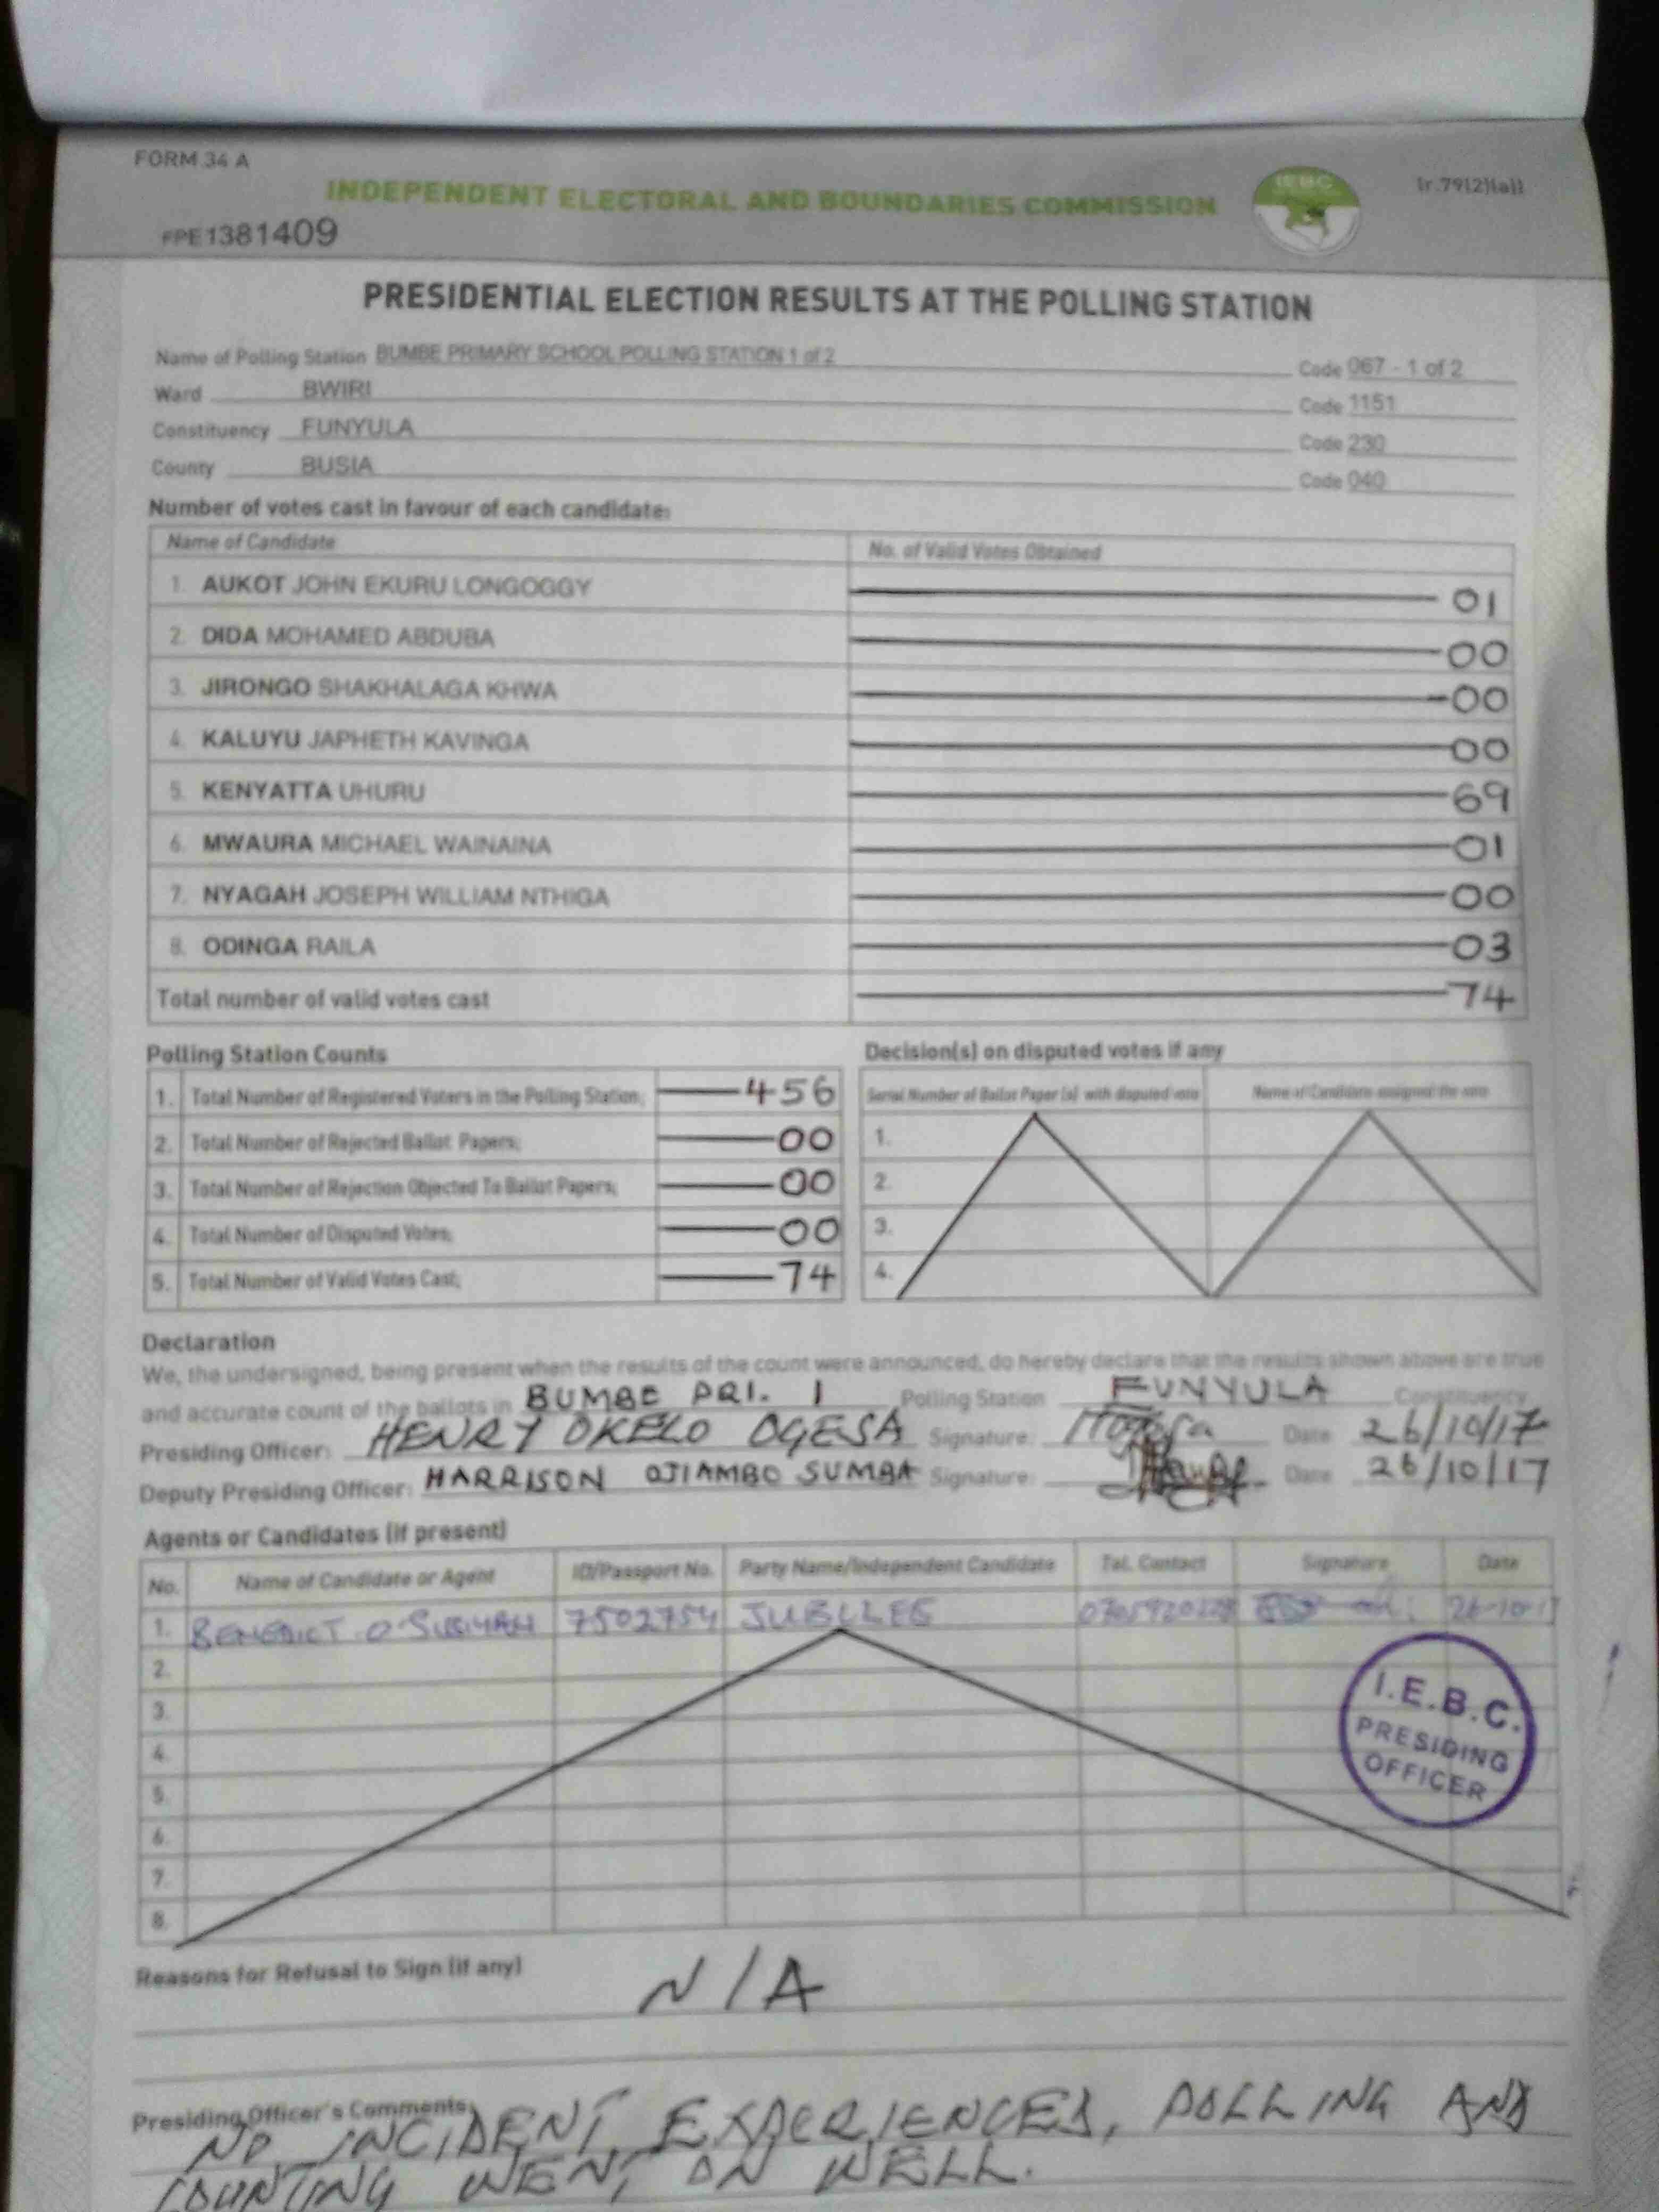 FORM 34 A
INDEPENDENT ELECTORAL AND BOUNDARIES COMMISSION
IEBC
(r.79(2)(a))
FPE1381409
PRESIDENTIAL ELECTION RESULTS AT THE POLLING STATION
Name of Polling Station BUMBE PRIMARY SCHOOL POLLING STATION 1 of 2 Code 067 - 1 of 2
Ward BWIRI Code 1151
Constituency FUNYULA Code 230
County BUSIA Code 040
Number of votes cast in favour of each candidate:
Name of Candidate No. of Valid Votes Obtained
1. AUKOT JOHN EKURU LONGOGGY 01
2. DIDA MOHAMED ABDUBA 00
3. JIRONGO SHAKHALAGA KHWA 00
4. KALUYU JAPHETH KAVINGA 00
5. KENYATTA UHURU 69
6. MWAURA MICHAEL WAINAINA 01
7. NYAGAH JOSEPH WILLIAM NTHIGA 00
8. ODINGA RAILA 03
Total number of valid votes cast 74
Polling Station Counts
1. Total Number of Registered Voters in the Polling Station; 456
2. Total Number of Rejected Ballot Papers; 00
3. Total Number of Rejection Objected To Ballot Papers; 00
4. Total Number of Disputed Votes; 00
5. Total Number of Valid Votes Cast; 74
Decision(s) on disputed votes if any
Serial Number of Ballot Paper (s) with disputed vote Name of Candidate assigned the vote
1.
2.
3.
4.
Declaration
We, the undersigned, being present when the results of the count were announced, do hereby declare that the results shown above are true
and accurate count of the ballots in BUMBE PRI. 1 Polling Station FUNYULA Constituency
Presiding Officer: HENRY OKELO OGESA Signature: Date 26/10/17
Deputy Presiding Officer: HARRISON OJIAMBO SUMBA Signature: Date 26/10/17
Agents or Candidates (if present)
No. Name of Candidate or Agent ID/Passport No. Party Name/Independent Candidate Tel. Contact Signature Date
1. BENEDICT O 7502754 JUBILEE 26-10-17
2.
3.
4.
5.
6.
7.
8.
I.E.B.C.
PRESIDING
OFFICER
Reasons for Refusal to Sign (if any)
N/A
Presiding Officer's Comments:
NO INCIDENT EXPERIENCED, POLLING AND
COUNTING WENT ON WELL.